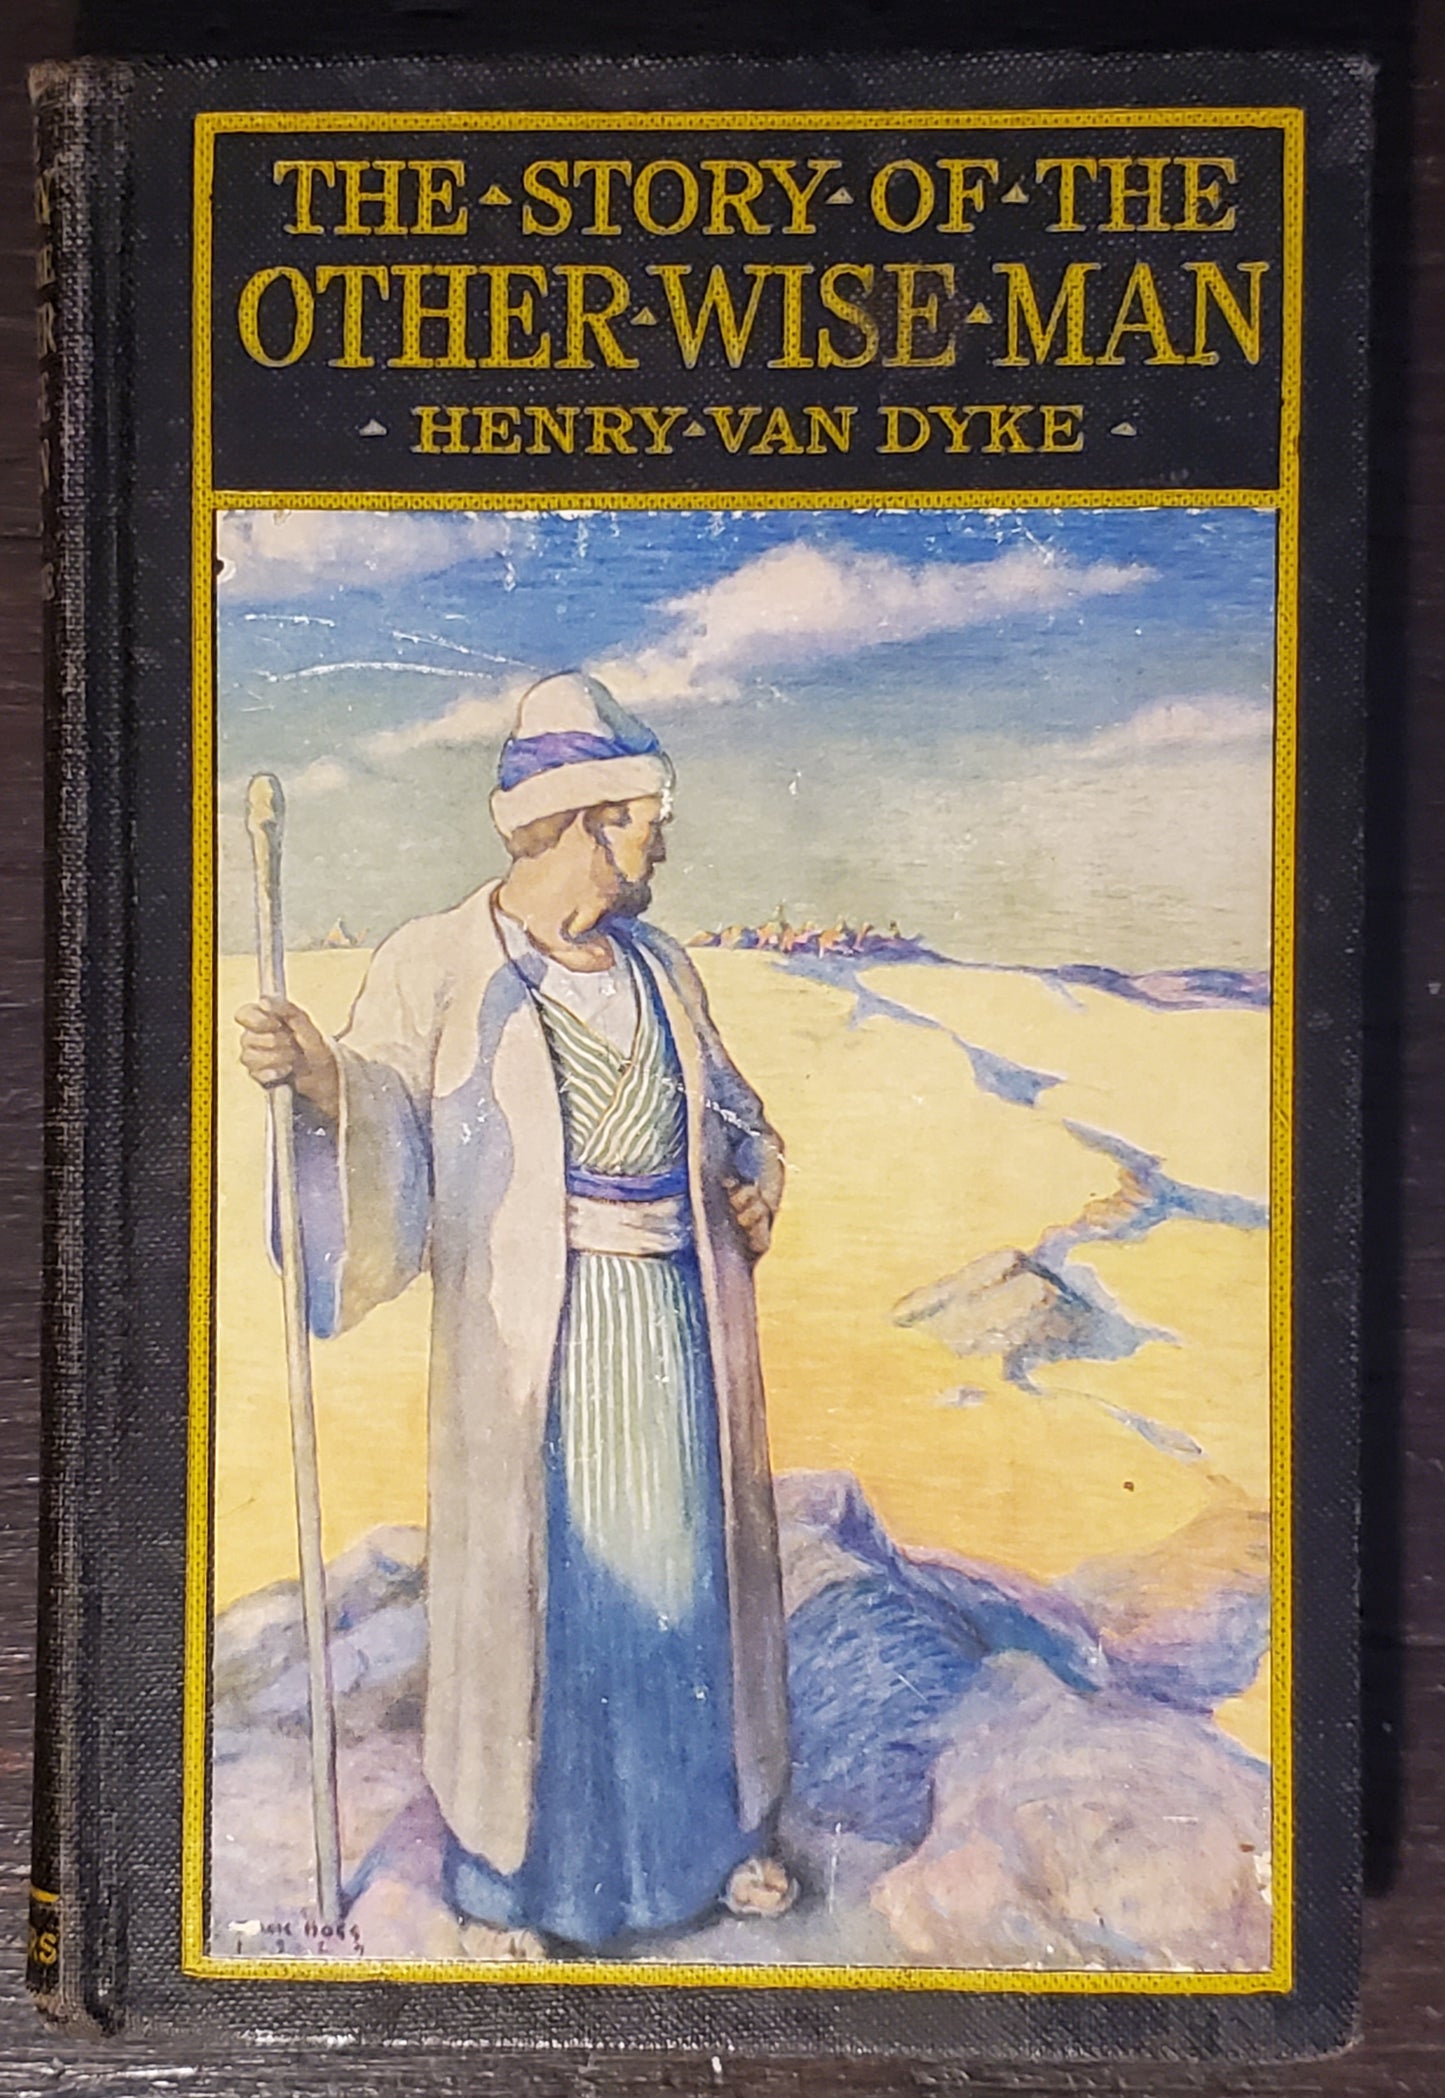 THE STORY OF THE
OTHER WISE MAN
HENRY VAN DYKE